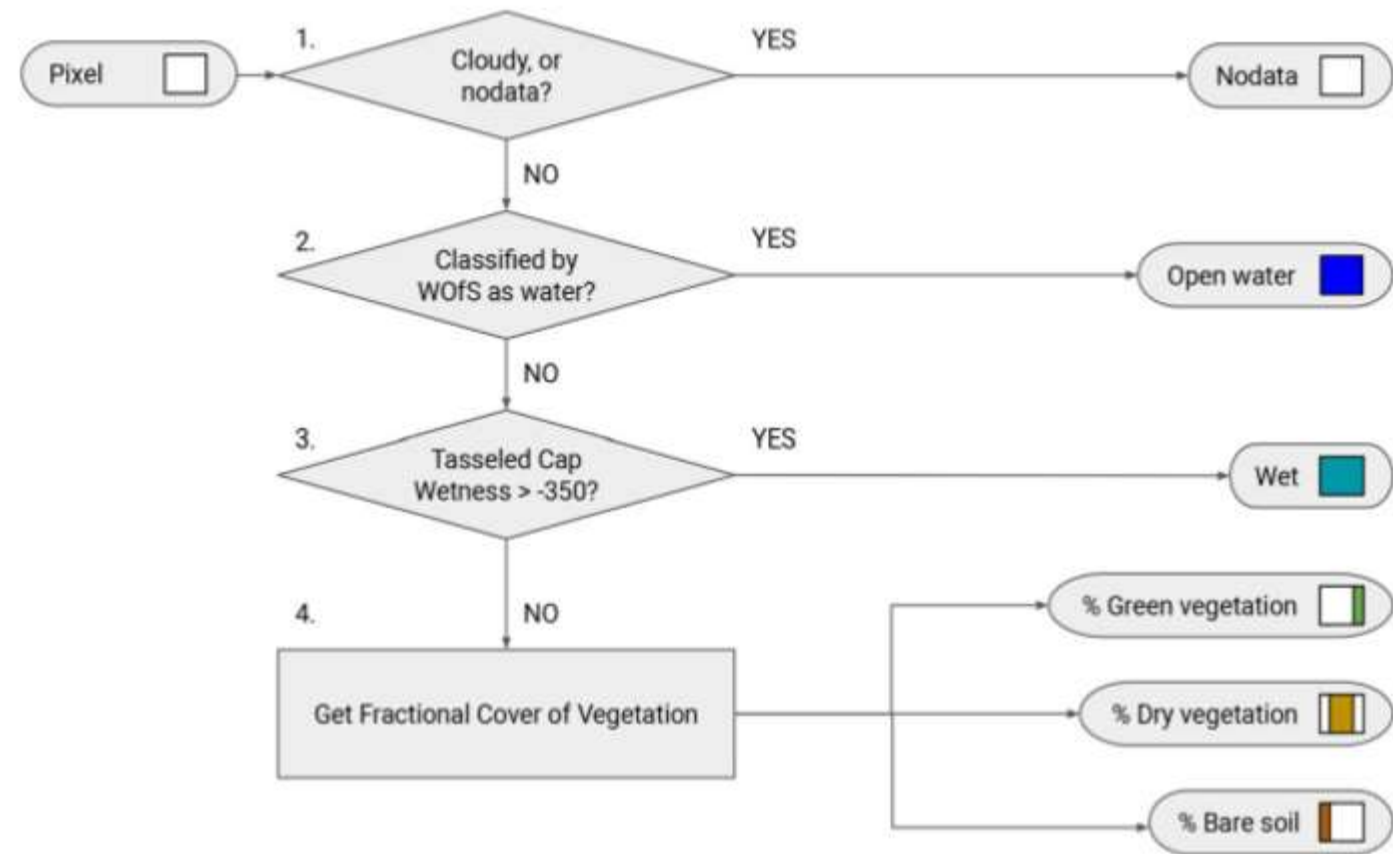 1.
YES
Pixel
Cloudy, or
nodata?
Nodata
NO
2.
YES
Classified by
WOfS as water?
Open water
NO
3.
YES
Tasseled Cap
Wetness > -350?
Wet
NO
4.
% Green vegetation
Get Fractional Cover of Vegetation
% Dry vegetation
% Bare soil